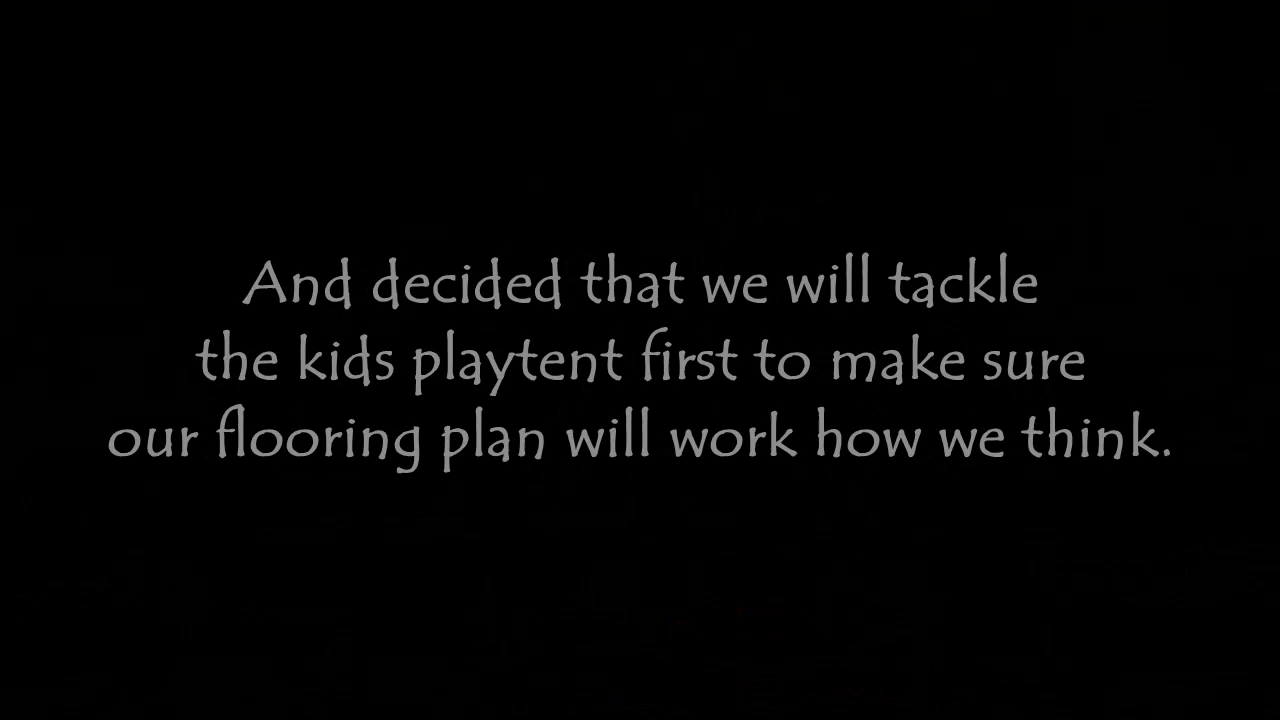 And decided that we will tackle
the kids playtent first to make sure
our flooring plan will work how we think.